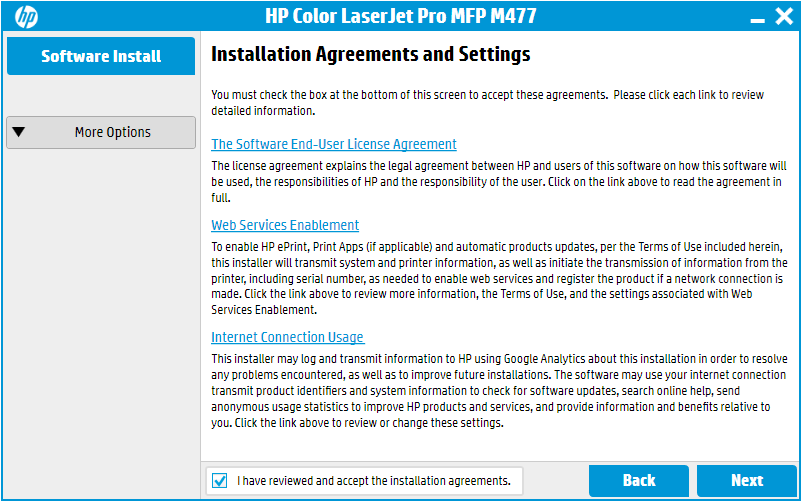 hp
HP Color LaserJet Pro MFP M477
Software Install
More Options
Installation Agreements and Settings
You must check the box at the bottom of this screen to accept these agreements.  Please click each link to review
detailed information.
The Software End-User License Agreement
The license agreement explains the legal agreement between HP and users of this software on how this software will
be used, the responsibilities of HP and the responsibility of the user. Click on the link above to read the agreement in
full.
Web Services Enablement
To enable HP ePrint, Print Apps (if applicable) and automatic products updates, per the Terms of Use included herein,
this installer will transmit system and printer information, as well as initiate the transmission of information from the
printer, including serial number, as needed to enable web services and register the product if a network connection is
made. Click the link above to review more information, the Terms of Use, and the settings associated with Web
Services Enablement.
Internet Connection Usage
This installer may log and transmit information to HP using Google Analytics about this installation in order to resolve
any problems encountered, as well as to improve future installations. The software may use your internet connection
transmit product identifiers and system information to check for software updates, search online help, send
anonymous usage statistics to improve HP products and services, and provide information and benefits relative to
you. Click the link above to review or change these settings.
I have reviewed and accept the installation agreements.
Back
Next